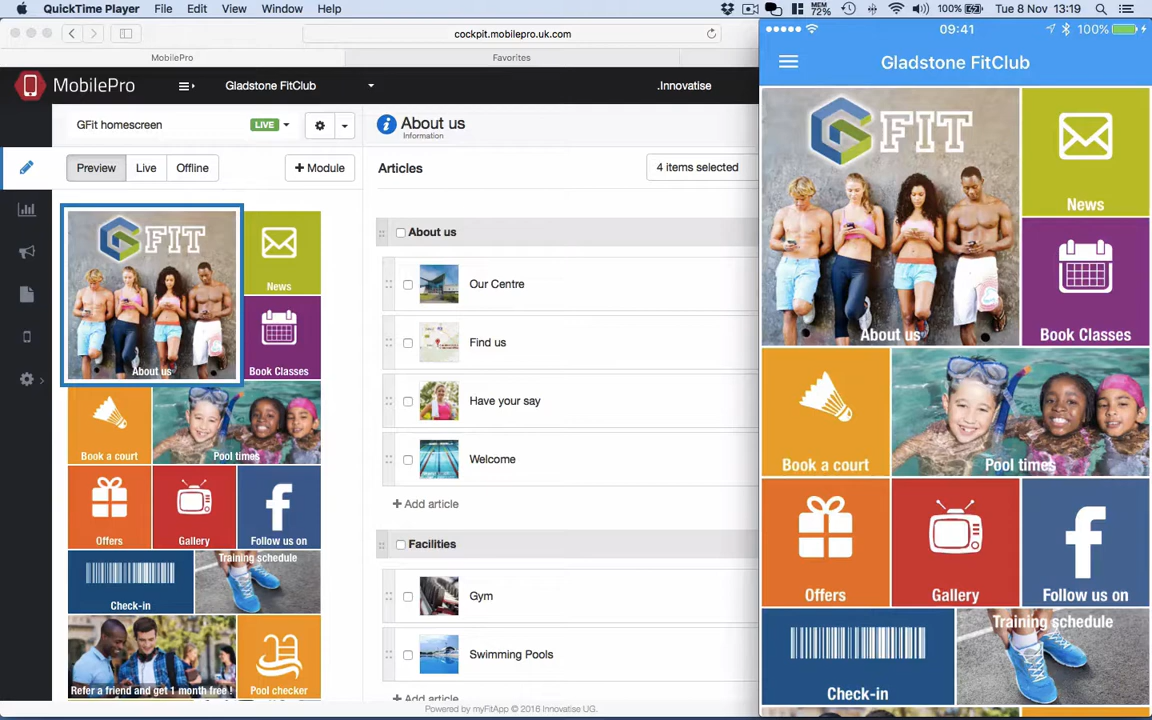 QuickTime Player File Edit View Window Help
MEM 72%
100%
Tue 8 Nov 13:19
cockpit.mobilepro.uk.com
MobilePro
Favorites
MobilePro
Gladstone FitClub
.Innovatise
GFit homescreen
LIVE
About us
Information
Preview
Live
Offline
+ Module
Articles
4 items selected
FIT
About us
News
Book Classes
Book a court
Pool times
Offers
Gallery
Follow us on
Check-in
Training schedule
Refer a friend and get 1 month free !
Pool checker
About us
Our Centre
Find us
Have your say
Welcome
+ Add article
Facilities
Gym
Swimming Pools
+ Add article
Powered by myFitApp © 2016 Innovatise UG.
09:41
100%
Gladstone FitClub
FIT
About us
News
Book Classes
Book a court
Pool times
Offers
Gallery
Follow us on
Check-in
Training schedule